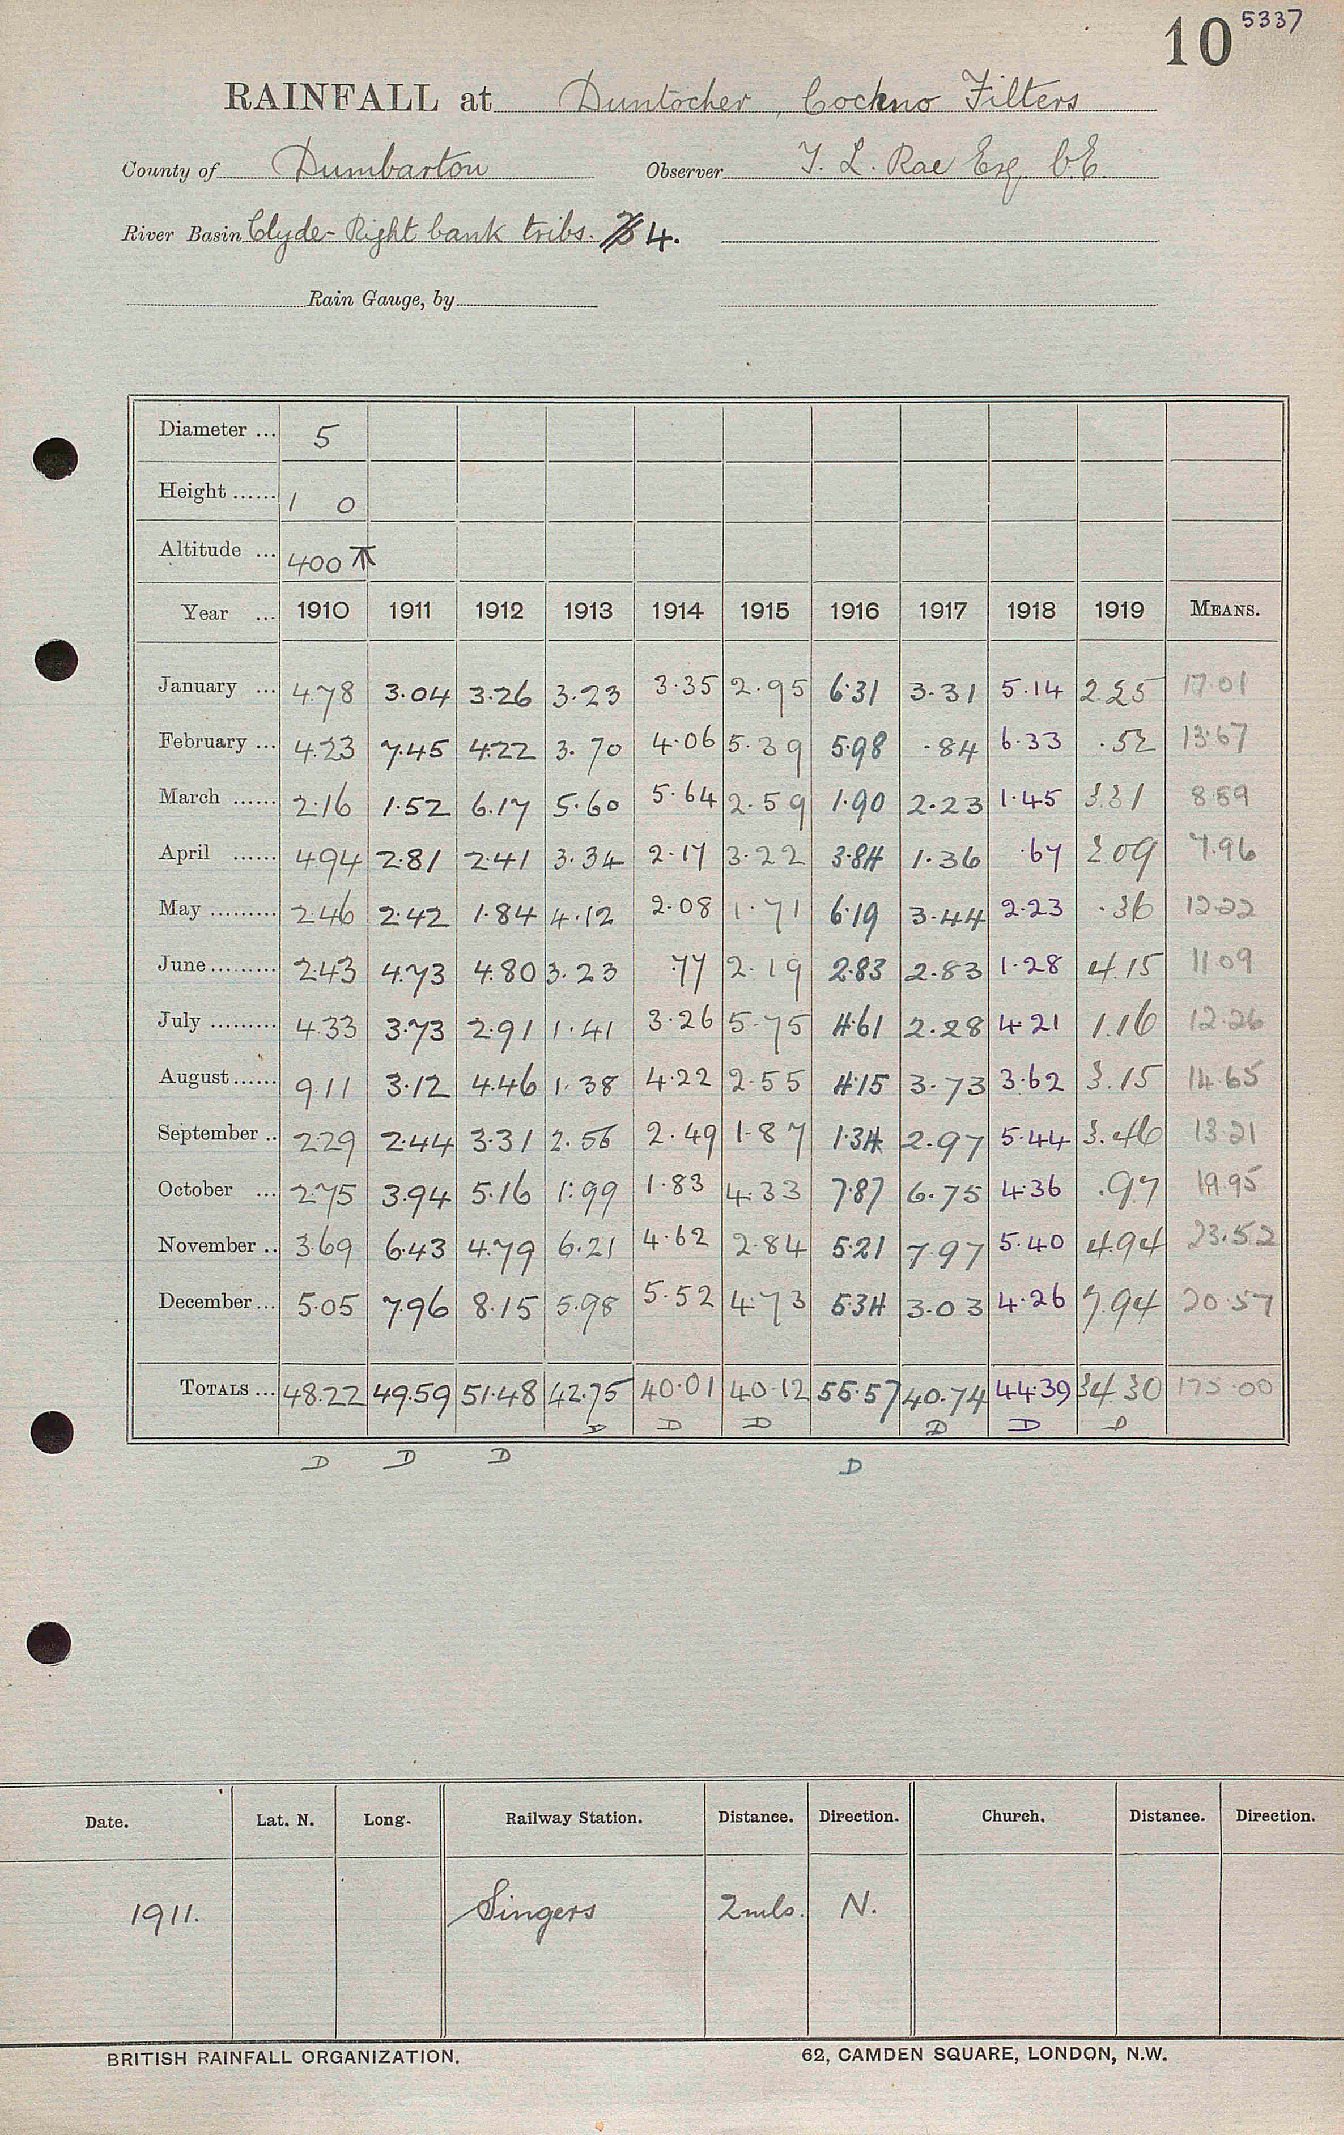 10 5337
RAINFALL at Duntocher, Cochno Filters
County of Dumbarton Observer T. L. Rae Esq. C.E.
River Basin Clyde - Right bank tribs. 4.
Rain Gauge, by
Diameter ... 5
Height ...... 1 0
Altitude ... 400
Year ... 1910 1911 1912 1913 1914 1915 1916 1917 1918 1919 MEANS.
January ... 4.78 3.04 3.26 3.23 3.35 2.95 6.31 3.31 5.14 2.25 17.01
February ... 4.23 7.45 4.22 3.70 4.06 5.39 5.98 .84 6.33 .52 13.67
March ...... 2.16 1.52 6.17 5.60 5.64 2.59 1.90 2.23 1.45 3.31 8.89
April ...... 4.94 2.81 2.41 3.34 2.17 3.22 3.84 1.36 .67 2.09 7.96
May ......... 2.46 2.42 1.84 4.12 2.08 1.71 6.19 3.44 2.23 .36 12.22
June ......... 2.43 4.73 4.80 3.23 .77 2.19 2.83 2.83 1.28 4.15 11.09
July ......... 4.33 3.73 2.91 1.41 3.26 5.75 4.61 2.28 4.21 1.16 12.26
August ...... 9.11 3.12 4.46 1.38 4.22 2.55 4.15 3.73 3.62 3.15 14.65
September .. 2.29 2.44 3.31 2.56 2.49 1.87 1.34 2.97 5.44 3.46 13.21
October ... 2.75 3.94 5.16 1.99 1.83 4.33 7.87 6.75 4.36 .97 19.95
November .. 3.69 6.43 4.79 6.21 4.62 2.84 5.21 7.97 5.40 4.94 23.52
December ... 5.05 7.96 8.15 5.98 5.52 4.73 5.34 3.03 4.26 7.94 20.57
TOTALS ... 48.22 49.59 51.48 42.75 40.01 40.12 55.57 40.74 44.39 34.30 175.00
D D D D D D
D D D D
Date. Lat. N. Long. Railway Station. Distance. Direction. Church. Distance. Direction.
1911. Singers 2 mls. N.
BRITISH RAINFALL ORGANIZATION. 62, CAMDEN SQUARE, LONDON, N.W.